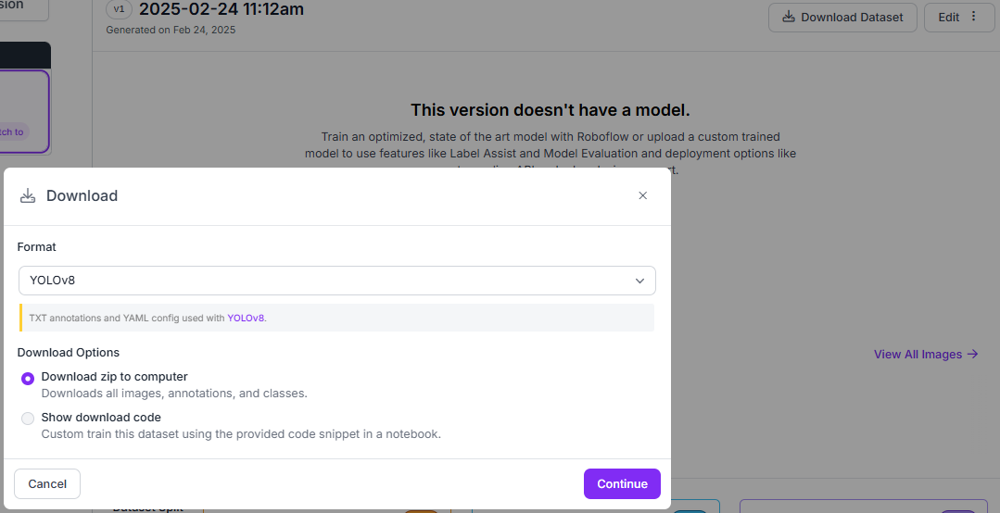 sion
v1 2025-02-24 11:12am
Generated on Feb 24, 2025
Download Dataset
Edit
tch to
This version doesn't have a model.
Train an optimized, state of the art model with Roboflow or upload a custom trained
model to use features like Label Assist and Model Evaluation and deployment options like
Download
Format
YOLOv8
TXT annotations and YAML config used with YOLOv8.
Download Options
Download zip to computer
Downloads all images, annotations, and classes.
Show download code
Custom train this dataset using the provided code snippet in a notebook.
View All Images →
Cancel
Continue
Dataset Split